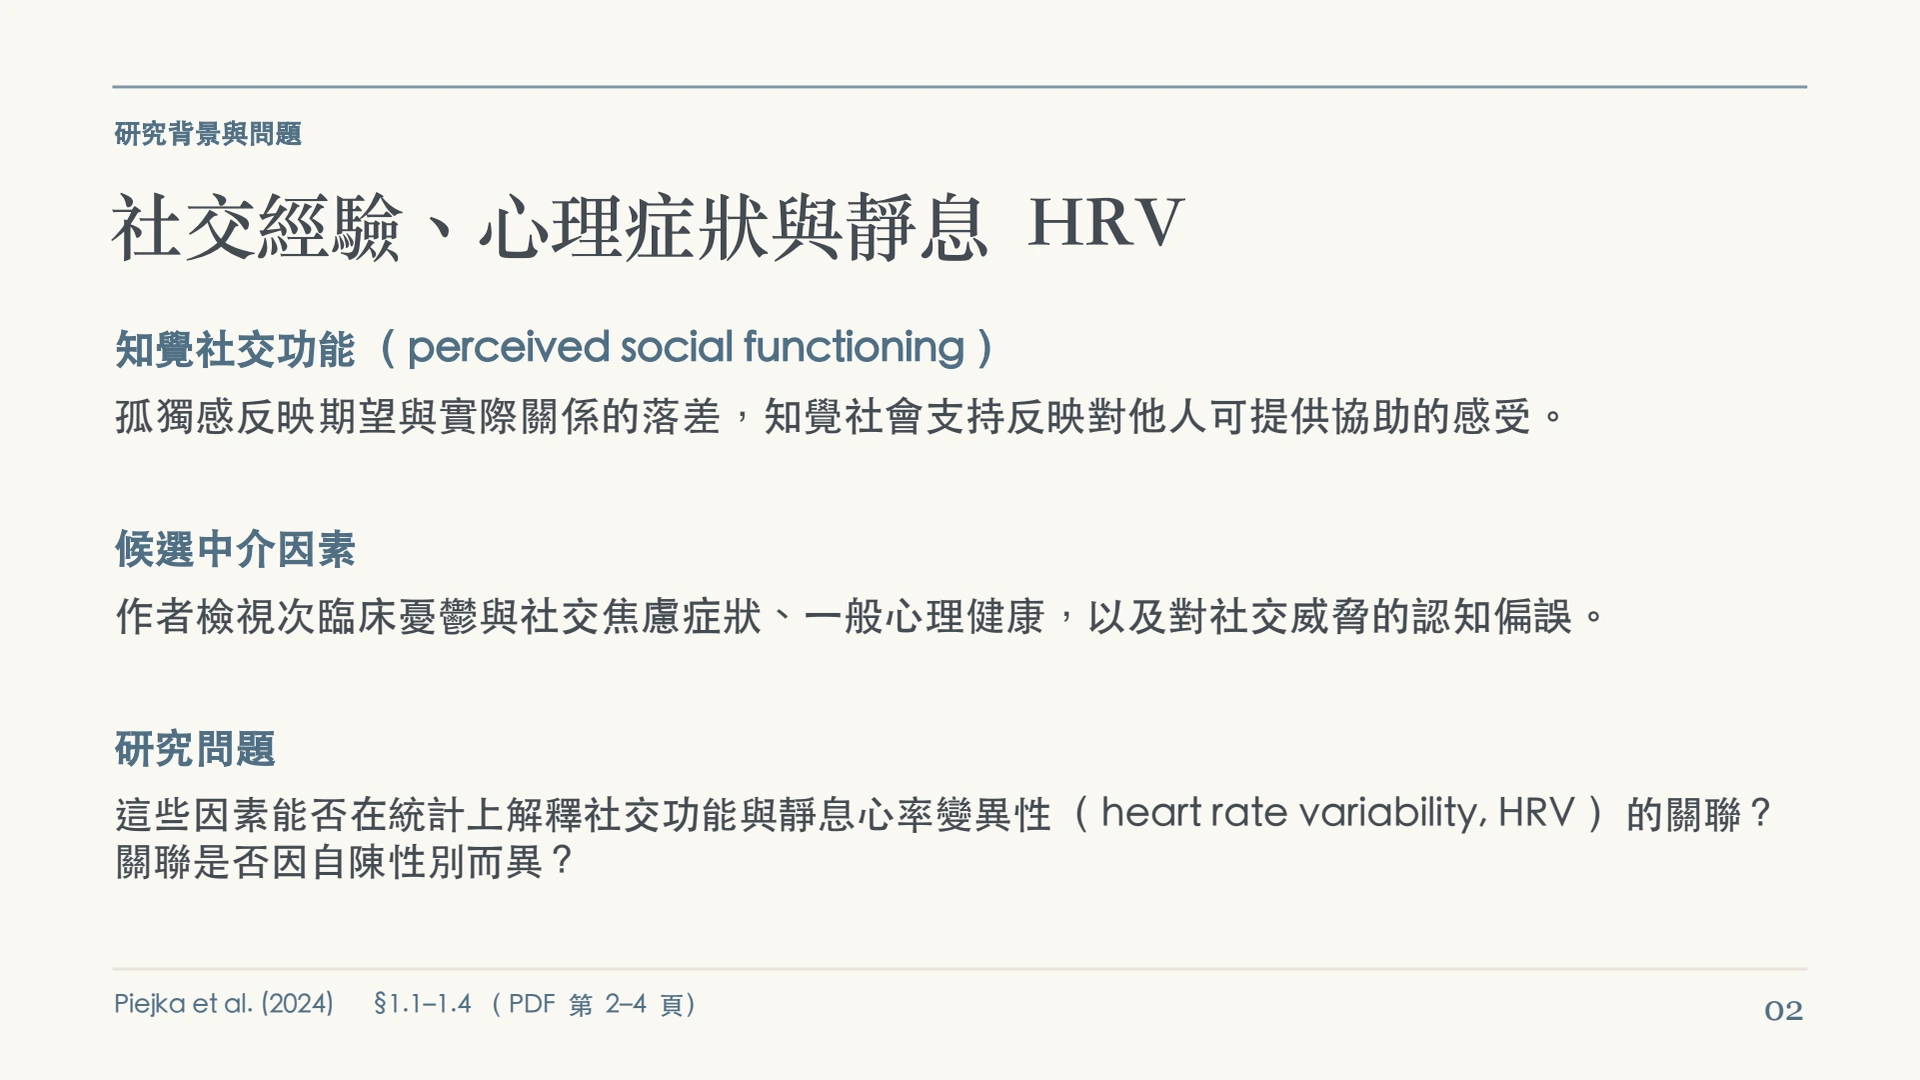 研究背景與問題
社交經驗、心理症狀與靜息 HRV
知覺社交功能（perceived social functioning）
孤獨感反映期望與實際關係的落差，知覺社會支持反映對他人可提供協助的感受。
候選中介因素
作者檢視次臨床憂鬱與社交焦慮症狀、一般心理健康，以及對社交威脅的認知偏誤。
研究問題
這些因素能否在統計上解釋社交功能與靜息心率變異性（heart rate variability, HRV）的關聯？
關聯是否因自陳性別而異？
Piejka et al. (2024)　§1.1–1.4（PDF 第 2–4 頁）
02